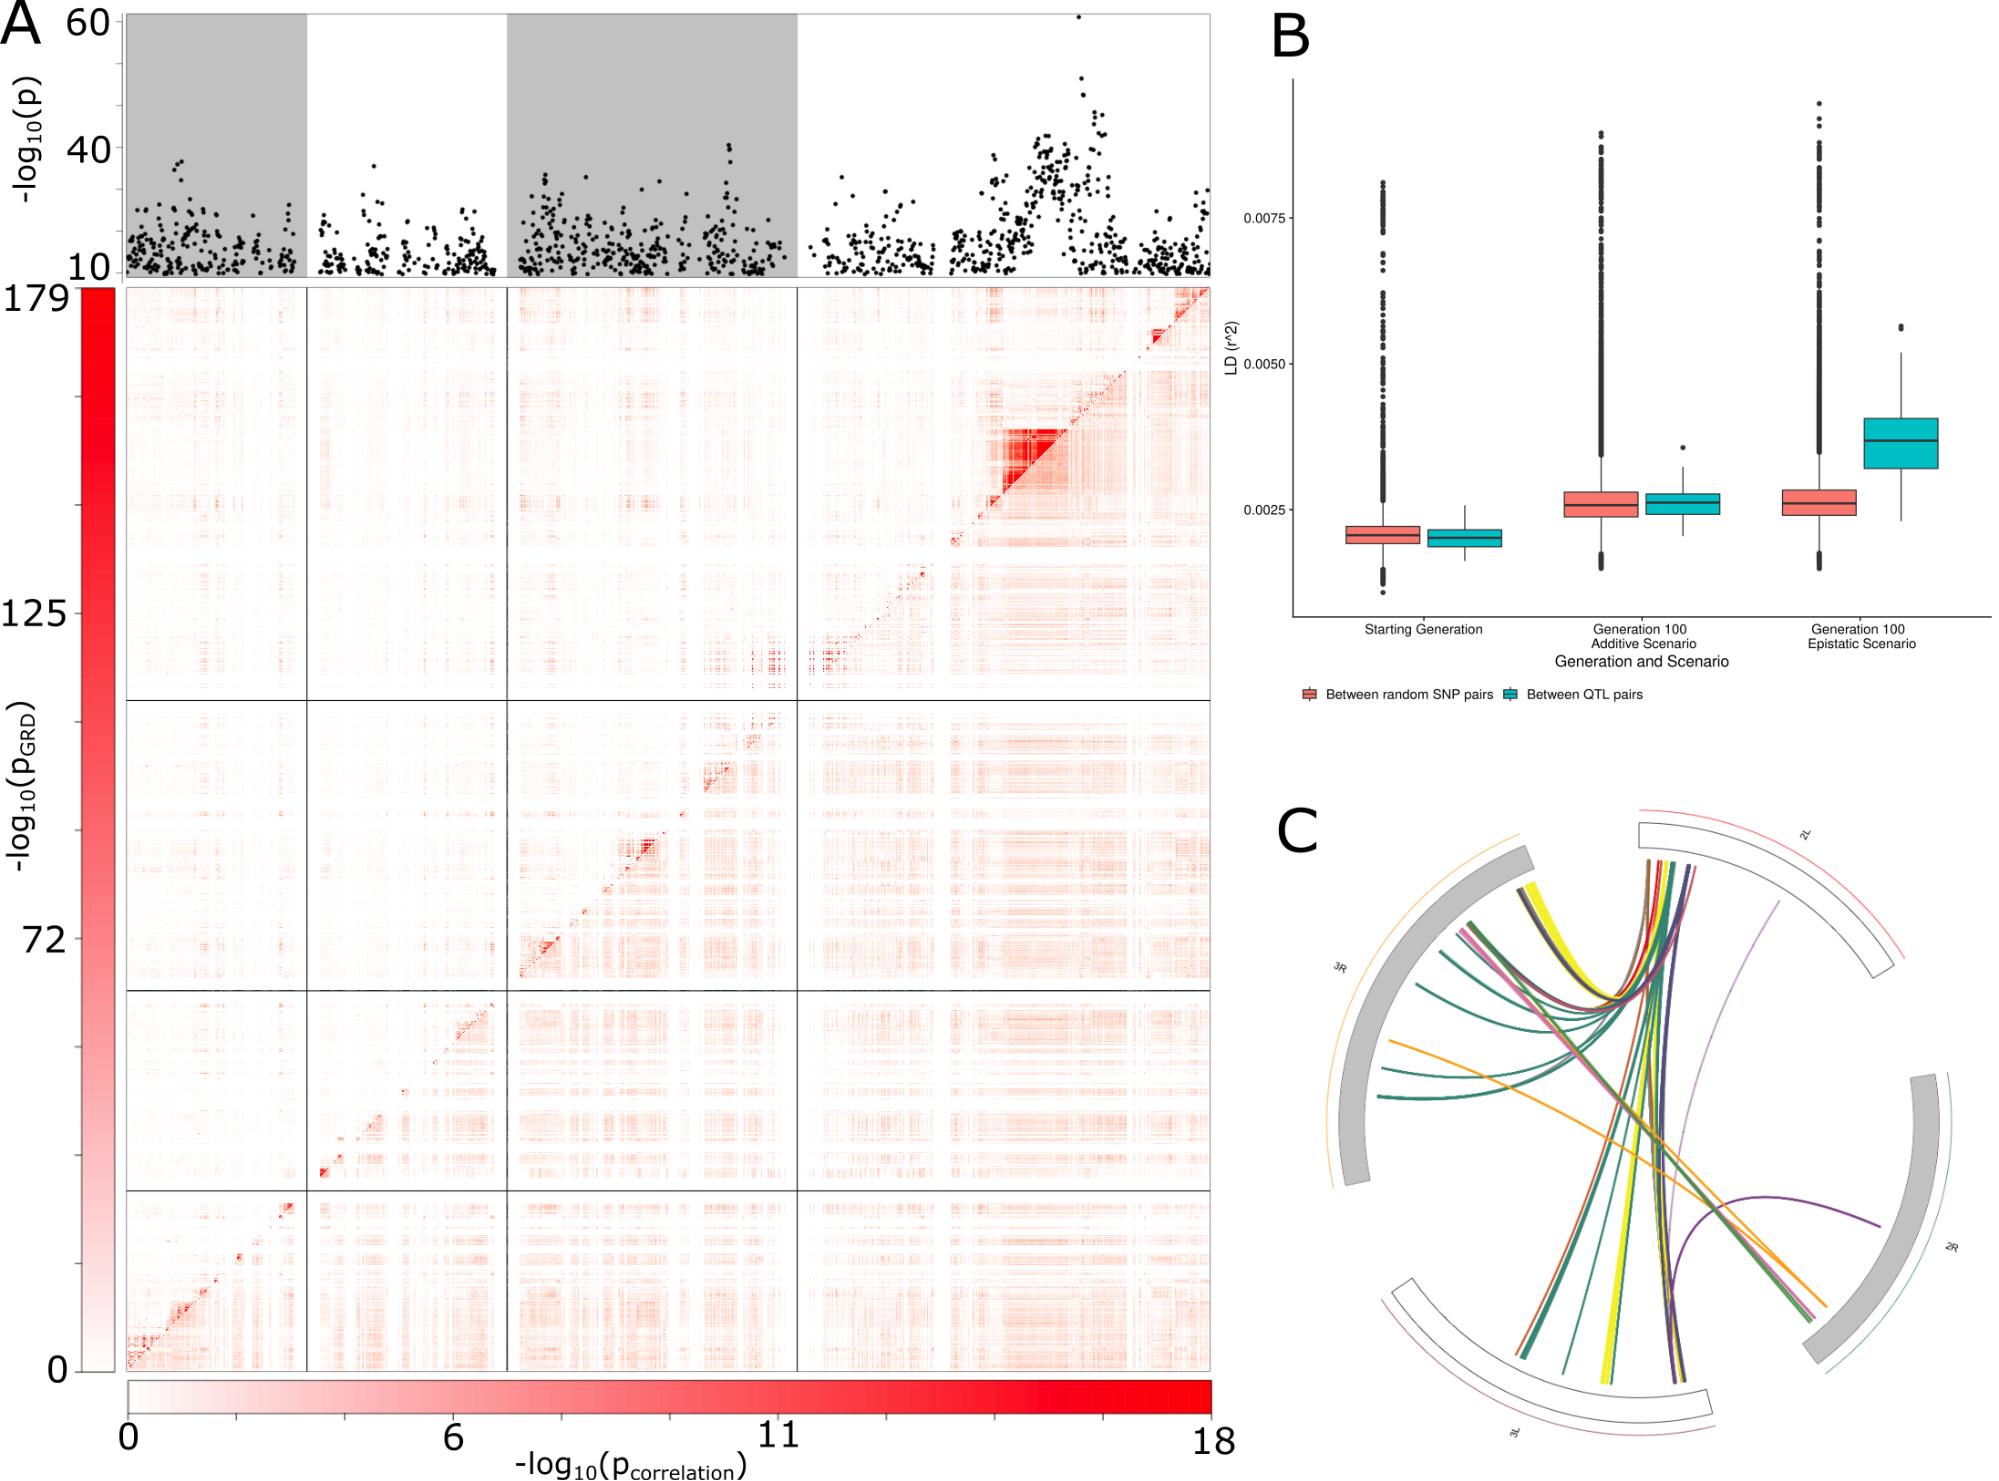 A
60
40
10
-log10(p)
179
125
72
0
-log10(pGRD)
0 6 11 18
-log10(pcorrelation)
B
0.0075
0.0050
0.0025
LD (r^2)
Starting Generation
Generation 100
Additive Scenario
Generation 100
Epistatic Scenario
Generation and Scenario
Between random SNP pairs
Between QTL pairs
C
2L
3R
2R
3L